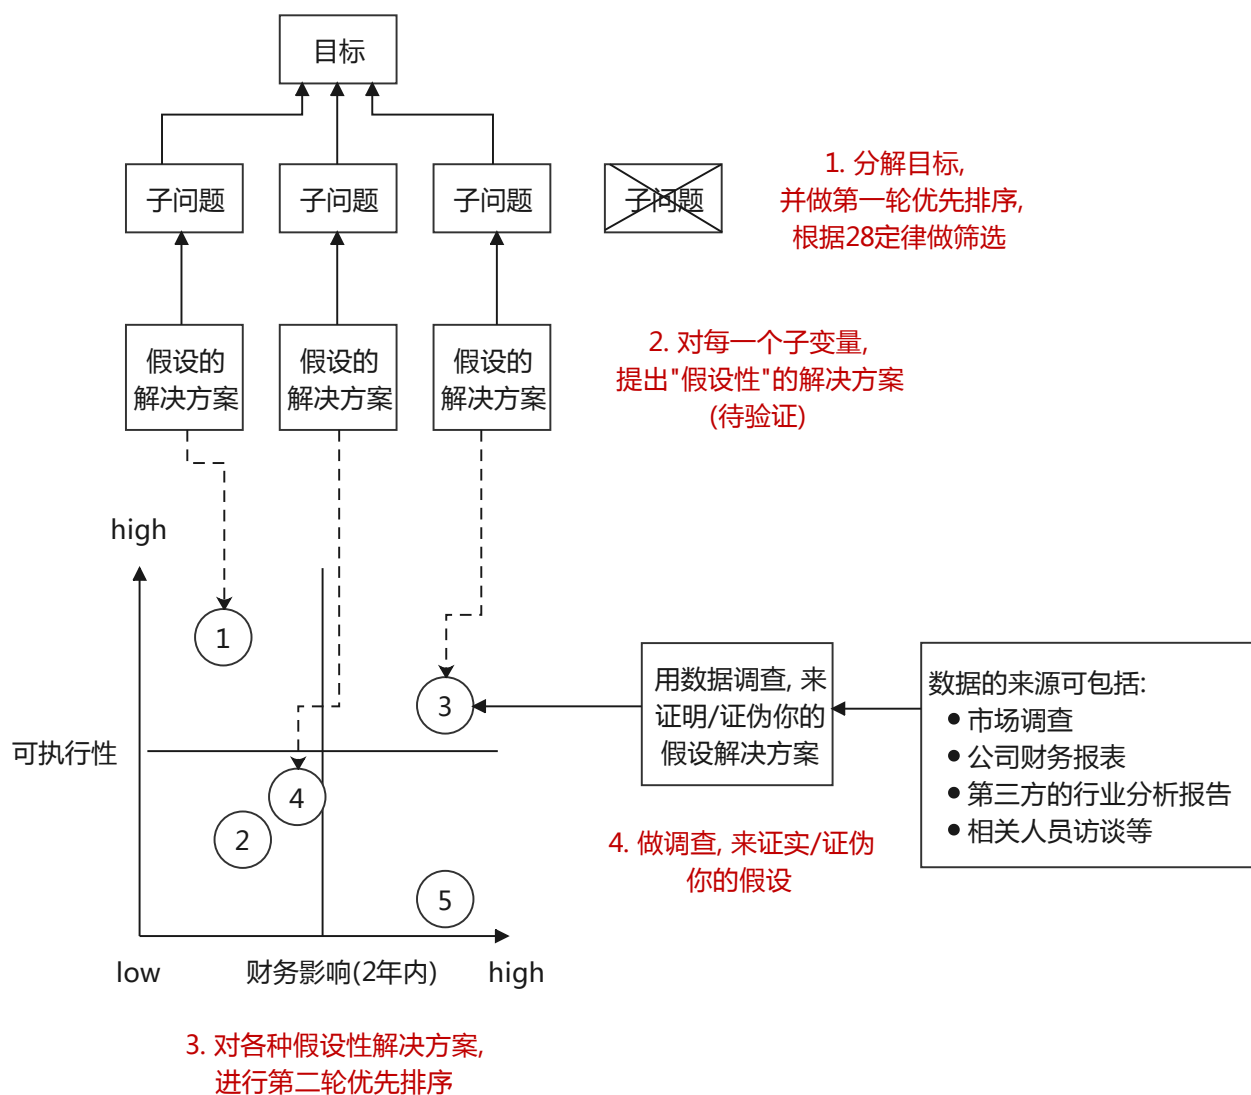 目标
子问题
子问题
子问题
子问题
1. 分解目标,
并做第一轮优先排序,
根据28定律做筛选
假设的
解决方案
假设的
解决方案
假设的
解决方案
2. 对每一个子变量,
提出"假设性"的解决方案
(待验证)
high
1
3
4
2
5
可执行性
low
财务影响(2年内)
high
用数据调查, 来
证明/证伪你的
假设解决方案
数据的来源可包括:
● 市场调查
● 公司财务报表
● 第三方的行业分析报告
● 相关人员访谈等
4. 做调查, 来证实/证伪
你的假设
3. 对各种假设性解决方案,
进行第二轮优先排序